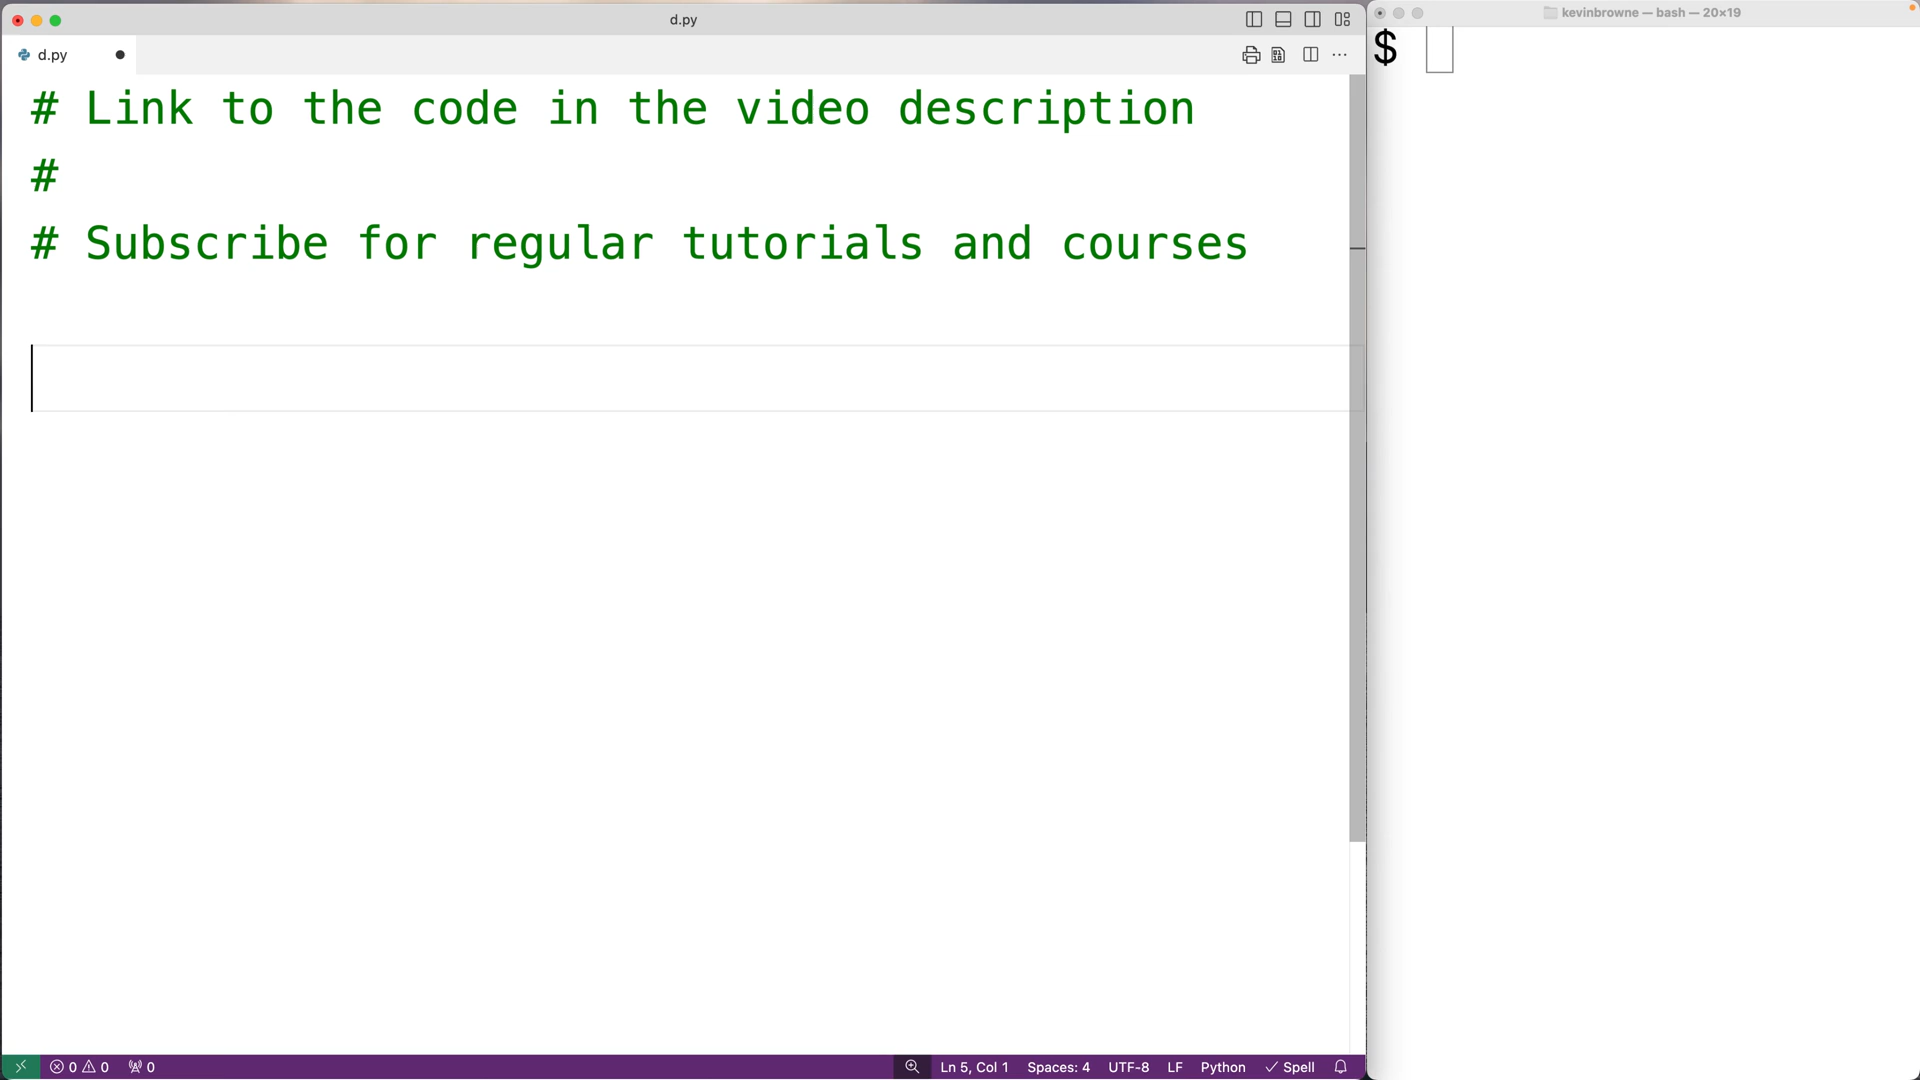 d.py
kevinbrowne — bash — 20×19
d.py
$
# Link to the code in the video description
#
# Subscribe for regular tutorials and courses
0 0 0
Ln 5, Col 1 Spaces: 4 UTF-8 LF Python Spell